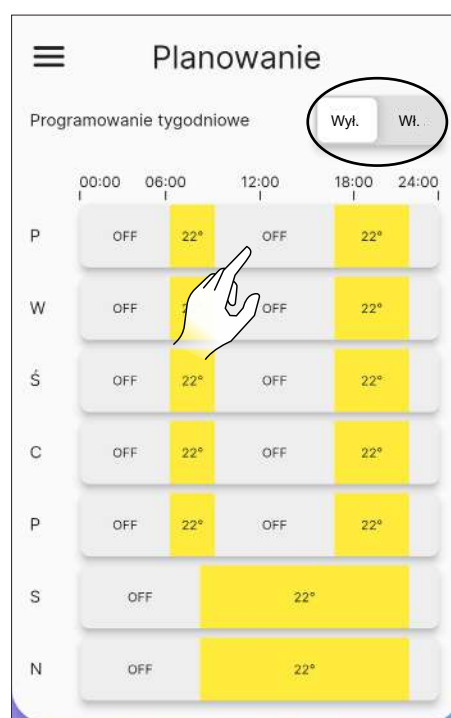 Planowanie
Programowanie tygodniowe Wył. Wł.
00:00 06:00 12:00 18:00 24:00
P OFF 22° OFF 22°
W OFF OFF 22°
Ś OFF 22° OFF 22°
C OFF 22° OFF 22°
P OFF 22° OFF 22°
S OFF 22°
N OFF 22°